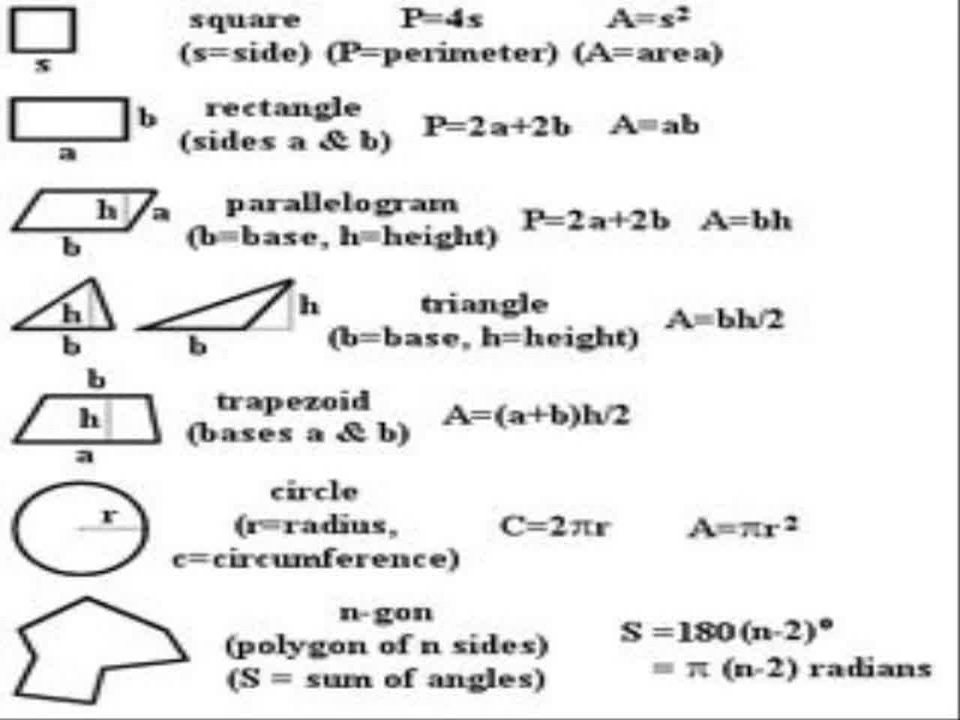 square P=4s A=s²
(s=side) (P=perimeter) (A=area)
s
rectangle
b
(sides a & b) P=2a+2b A=ab
a
parallelogram
h a
(b=base, h=height) P=2a+2b A=bh
b
h h
triangle
(b=base, h=height) A=bh/2
b b
b
trapezoid
h
(bases a & b) A=(a+b)h/2
a
circle
r
(r=radius, C=2πr A=πr²
c=circumference)
n-gon
(polygon of n sides) S =180(n-2)°
(S = sum of angles) = π (n-2) radians